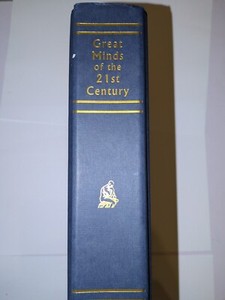 Great
Minds
of the
21st
Century